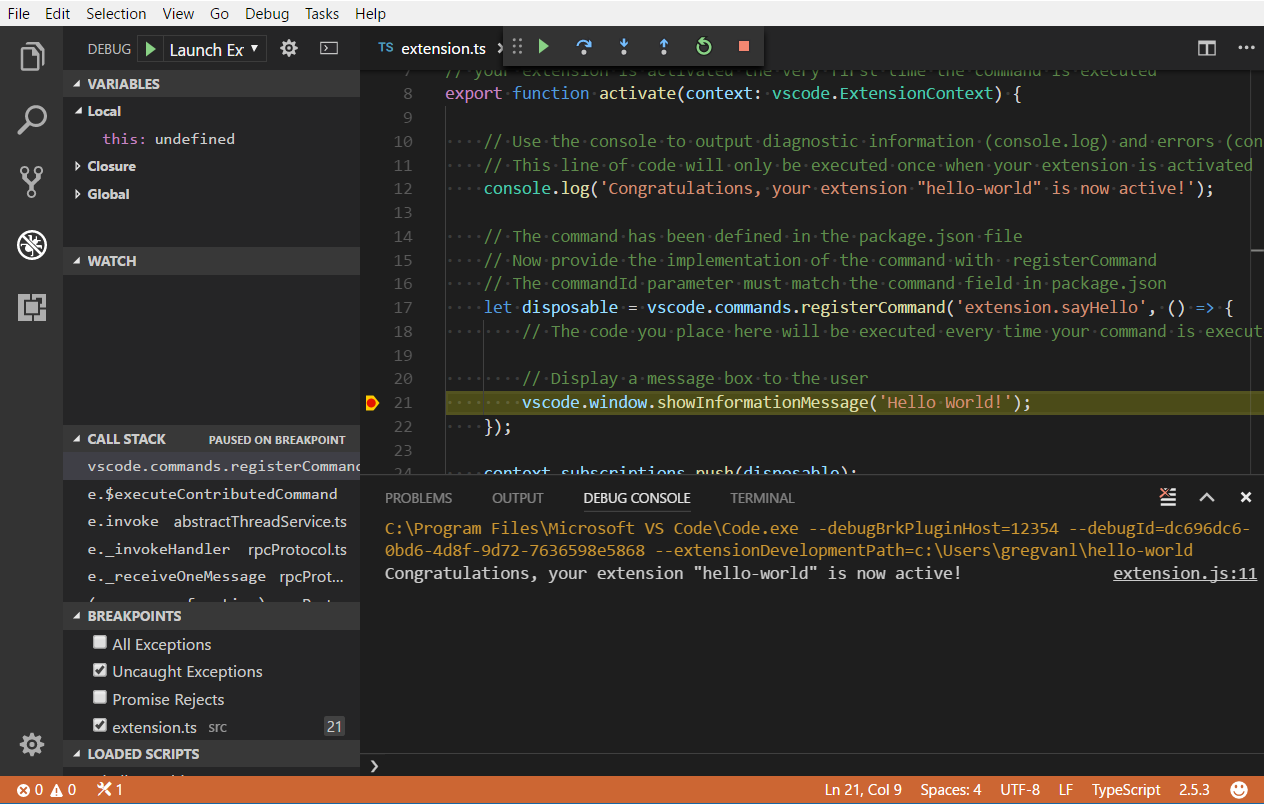 File Edit Selection View Go Debug Tasks Help
DEBUG Launch Ex
VARIABLES
Local
this: undefined
Closure
Global
WATCH
CALL STACK PAUSED ON BREAKPOINT
vscode.commands.registerCommand
e.$executeContributedCommand
e.invoke abstractThreadService.ts
e._invokeHandler rpcProtocol.ts
e._receiveOneMessage rpcProt...
BREAKPOINTS
All Exceptions
Uncaught Exceptions
Promise Rejects
extension.ts src 21
LOADED SCRIPTS
TS extension.ts
7 // your extension is activated the very first time the command is executed
8 export function activate(context: vscode.ExtensionContext) {
9
10 // Use the console to output diagnostic information (console.log) and errors (con
11 // This line of code will only be executed once when your extension is activated
12 console.log('Congratulations, your extension "hello-world" is now active!');
13
14 // The command has been defined in the package.json file
15 // Now provide the implementation of the command with  registerCommand
16 // The commandId parameter must match the command field in package.json
17 let disposable = vscode.commands.registerCommand('extension.sayHello', () => {
18 // The code you place here will be executed every time your command is execut
19
20 // Display a message box to the user
21 vscode.window.showInformationMessage('Hello World!');
22 });
23
24 context.subscriptions.push(disposable);
PROBLEMS OUTPUT DEBUG CONSOLE TERMINAL
C:\Program Files\Microsoft VS Code\Code.exe --debugBrkPluginHost=12354 --debugId=dc696dc6-
0bd6-4d8f-9d72-7636598e5868 --extensionDevelopmentPath=c:\Users\gregvanl\hello-world
Congratulations, your extension "hello-world" is now active! extension.js:11
0 0 1 Ln 21, Col 9 Spaces: 4 UTF-8 LF TypeScript 2.5.3